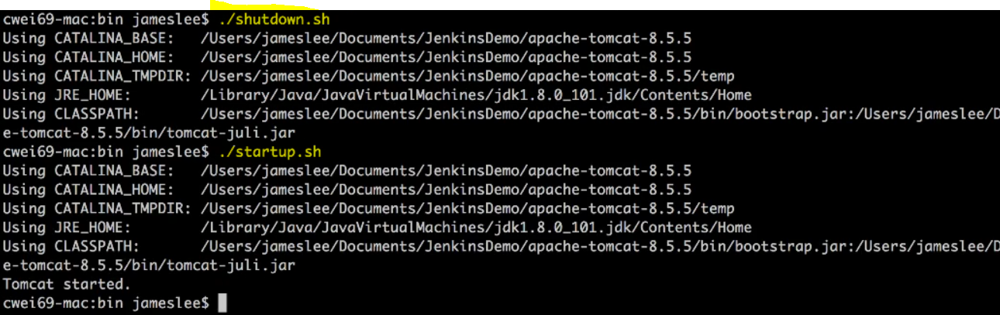 cwei69-mac:bin jameslee$ ./shutdown.sh
Using CATALINA_BASE:   /Users/jameslee/Documents/JenkinsDemo/apache-tomcat-8.5.5
Using CATALINA_HOME:   /Users/jameslee/Documents/JenkinsDemo/apache-tomcat-8.5.5
Using CATALINA_TMPDIR: /Users/jameslee/Documents/JenkinsDemo/apache-tomcat-8.5.5/temp
Using JRE_HOME:        /Library/Java/JavaVirtualMachines/jdk1.8.0_101.jdk/Contents/Home
Using CLASSPATH:       /Users/jameslee/Documents/JenkinsDemo/apache-tomcat-8.5.5/bin/bootstrap.jar:/Users/jameslee/D
e-tomcat-8.5.5/bin/tomcat-juli.jar
cwei69-mac:bin jameslee$ ./startup.sh
Using CATALINA_BASE:   /Users/jameslee/Documents/JenkinsDemo/apache-tomcat-8.5.5
Using CATALINA_HOME:   /Users/jameslee/Documents/JenkinsDemo/apache-tomcat-8.5.5
Using CATALINA_TMPDIR: /Users/jameslee/Documents/JenkinsDemo/apache-tomcat-8.5.5/temp
Using JRE_HOME:        /Library/Java/JavaVirtualMachines/jdk1.8.0_101.jdk/Contents/Home
Using CLASSPATH:       /Users/jameslee/Documents/JenkinsDemo/apache-tomcat-8.5.5/bin/bootstrap.jar:/Users/jameslee/D
e-tomcat-8.5.5/bin/tomcat-juli.jar
Tomcat started.
cwei69-mac:bin jameslee$